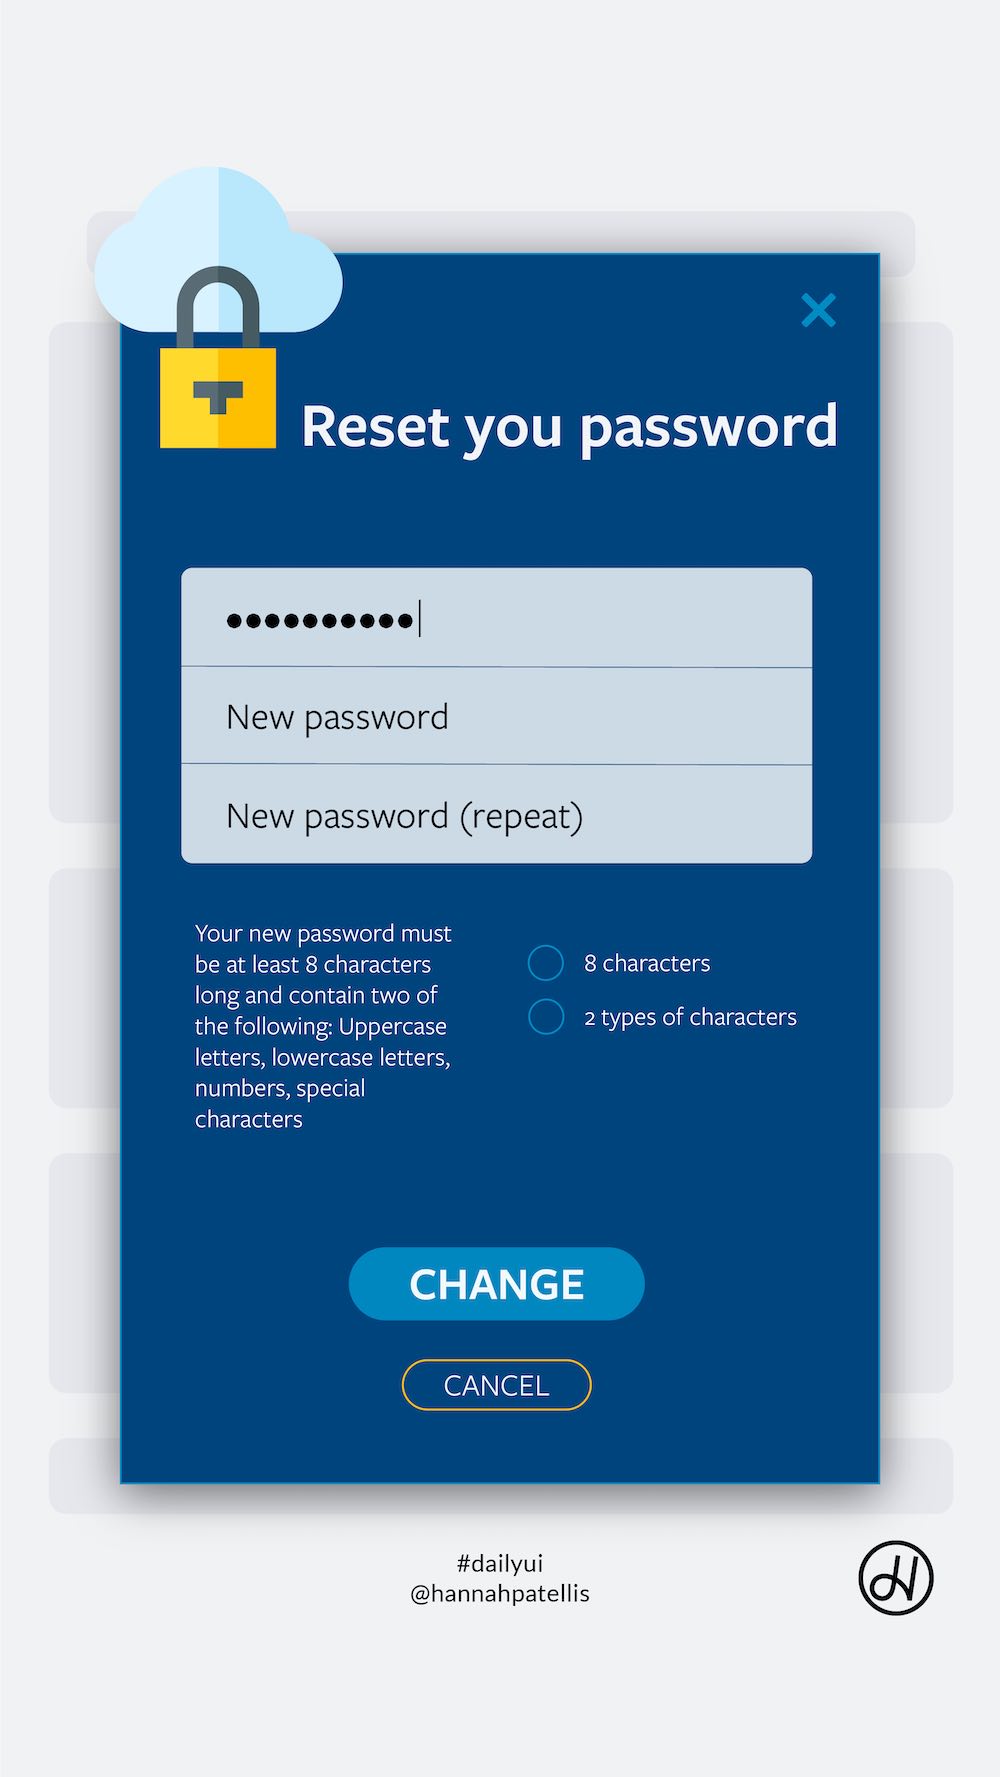 Reset you password
••••••••••
New password
New password (repeat)
Your new password must
be at least 8 characters
long and contain two of
the following: Uppercase
letters, lowercase letters,
numbers, special
characters
8 characters
2 types of characters
CHANGE
CANCEL
#dailyui
@hannahpatellis
H